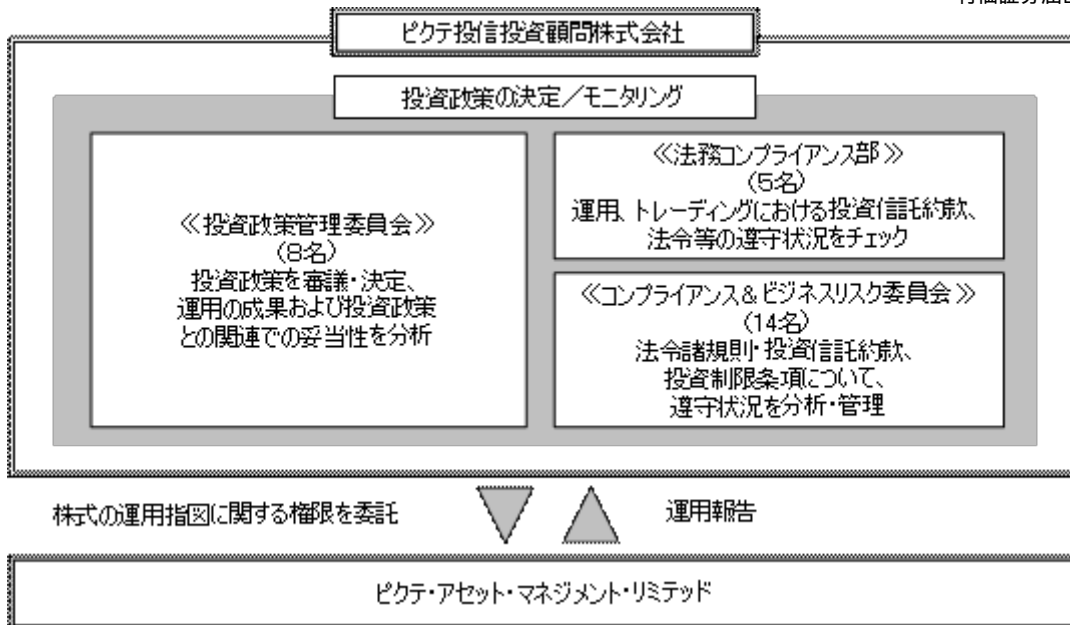 ピクテ投信投資顧問株式会社
投資政策の決定／モニタリング
≪投資政策管理委員会≫
(8名)
投資政策を審議・決定、
運用の成果および投資政策
との関連での妥当性を分析
≪法務コンプライアンス部≫
(5名)
運用、トレーディングにおける投資信託約款、
法令等の遵守状況をチェック
≪コンプライアンス＆ビジネスリスク委員会≫
(14名)
法令諸規則・投資信託約款、
投資制限条項について、
遵守状況を分析・管理
株式の運用指図に関する権限を委託
運用報告
ピクテ・アセット・マネジメント・リミテッド